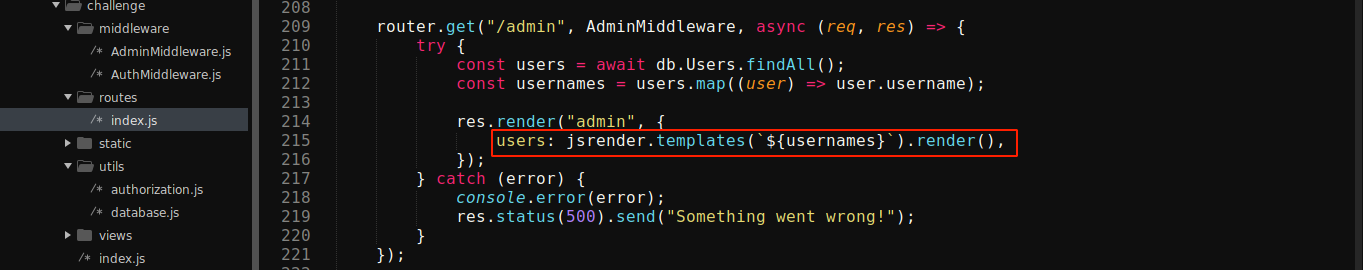 challenge
middleware
/* AdminMiddleware.js
/* AuthMiddleware.js
routes
/* index.js
static
utils
/* authorization.js
/* database.js
views
/* index.js
208
209 router.get("/admin", AdminMiddleware, async (req, res) => {
210 try {
211 const users = await db.Users.findAll();
212 const usernames = users.map((user) => user.username);
213
214 res.render("admin", {
215 users: jsrender.templates(`${usernames}`).render(),
216 });
217 } catch (error) {
218 console.error(error);
219 res.status(500).send("Something went wrong!");
220 }
221 });